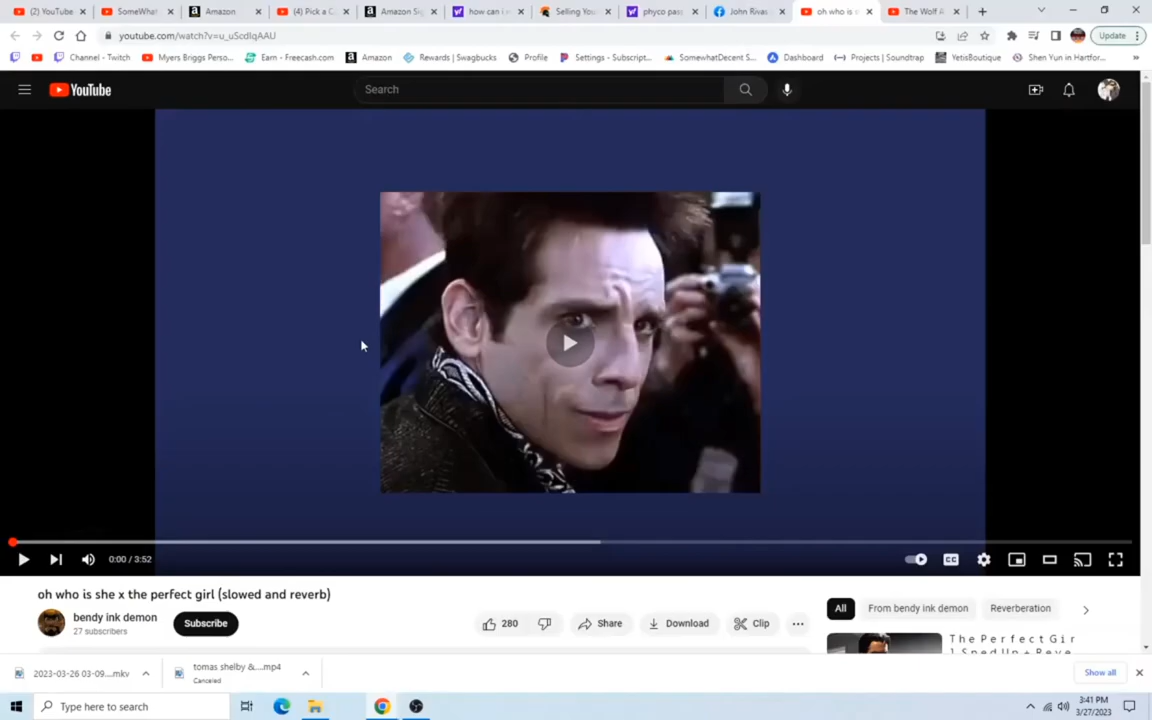 (2) YouTube
SomeWhat
Amazon
(4) Pick a C
Amazon Si
how can i
Selling You
phyco pas
John Rivas
oh who is s
The Wolf
youtube.com/watch?v=u_uScdIqAAU
Update
Channel - Twitch
Myers Briggs Perso...
Earn - Freecash.com
Amazon
Rewards | Swagbucks
Profile
Settings - Subscript...
SomewhatDecent S...
Dashboard
Projects | Soundtrap
YetisBoutique
Shen Yun in Hartfor...
YouTube
Search
0:00 / 3:52
CC
oh who is she x the perfect girl (slowed and reverb)
bendy ink demon
27 subscribers
Subscribe
280
Share
Download
Clip
All
From bendy ink demon
Reverberation
The Perfect Gir
2023-03-26 03-09....mkv
tomas shelby &....mp4
Canceled
Show all
Type here to search
3:41 PM
3/27/2023